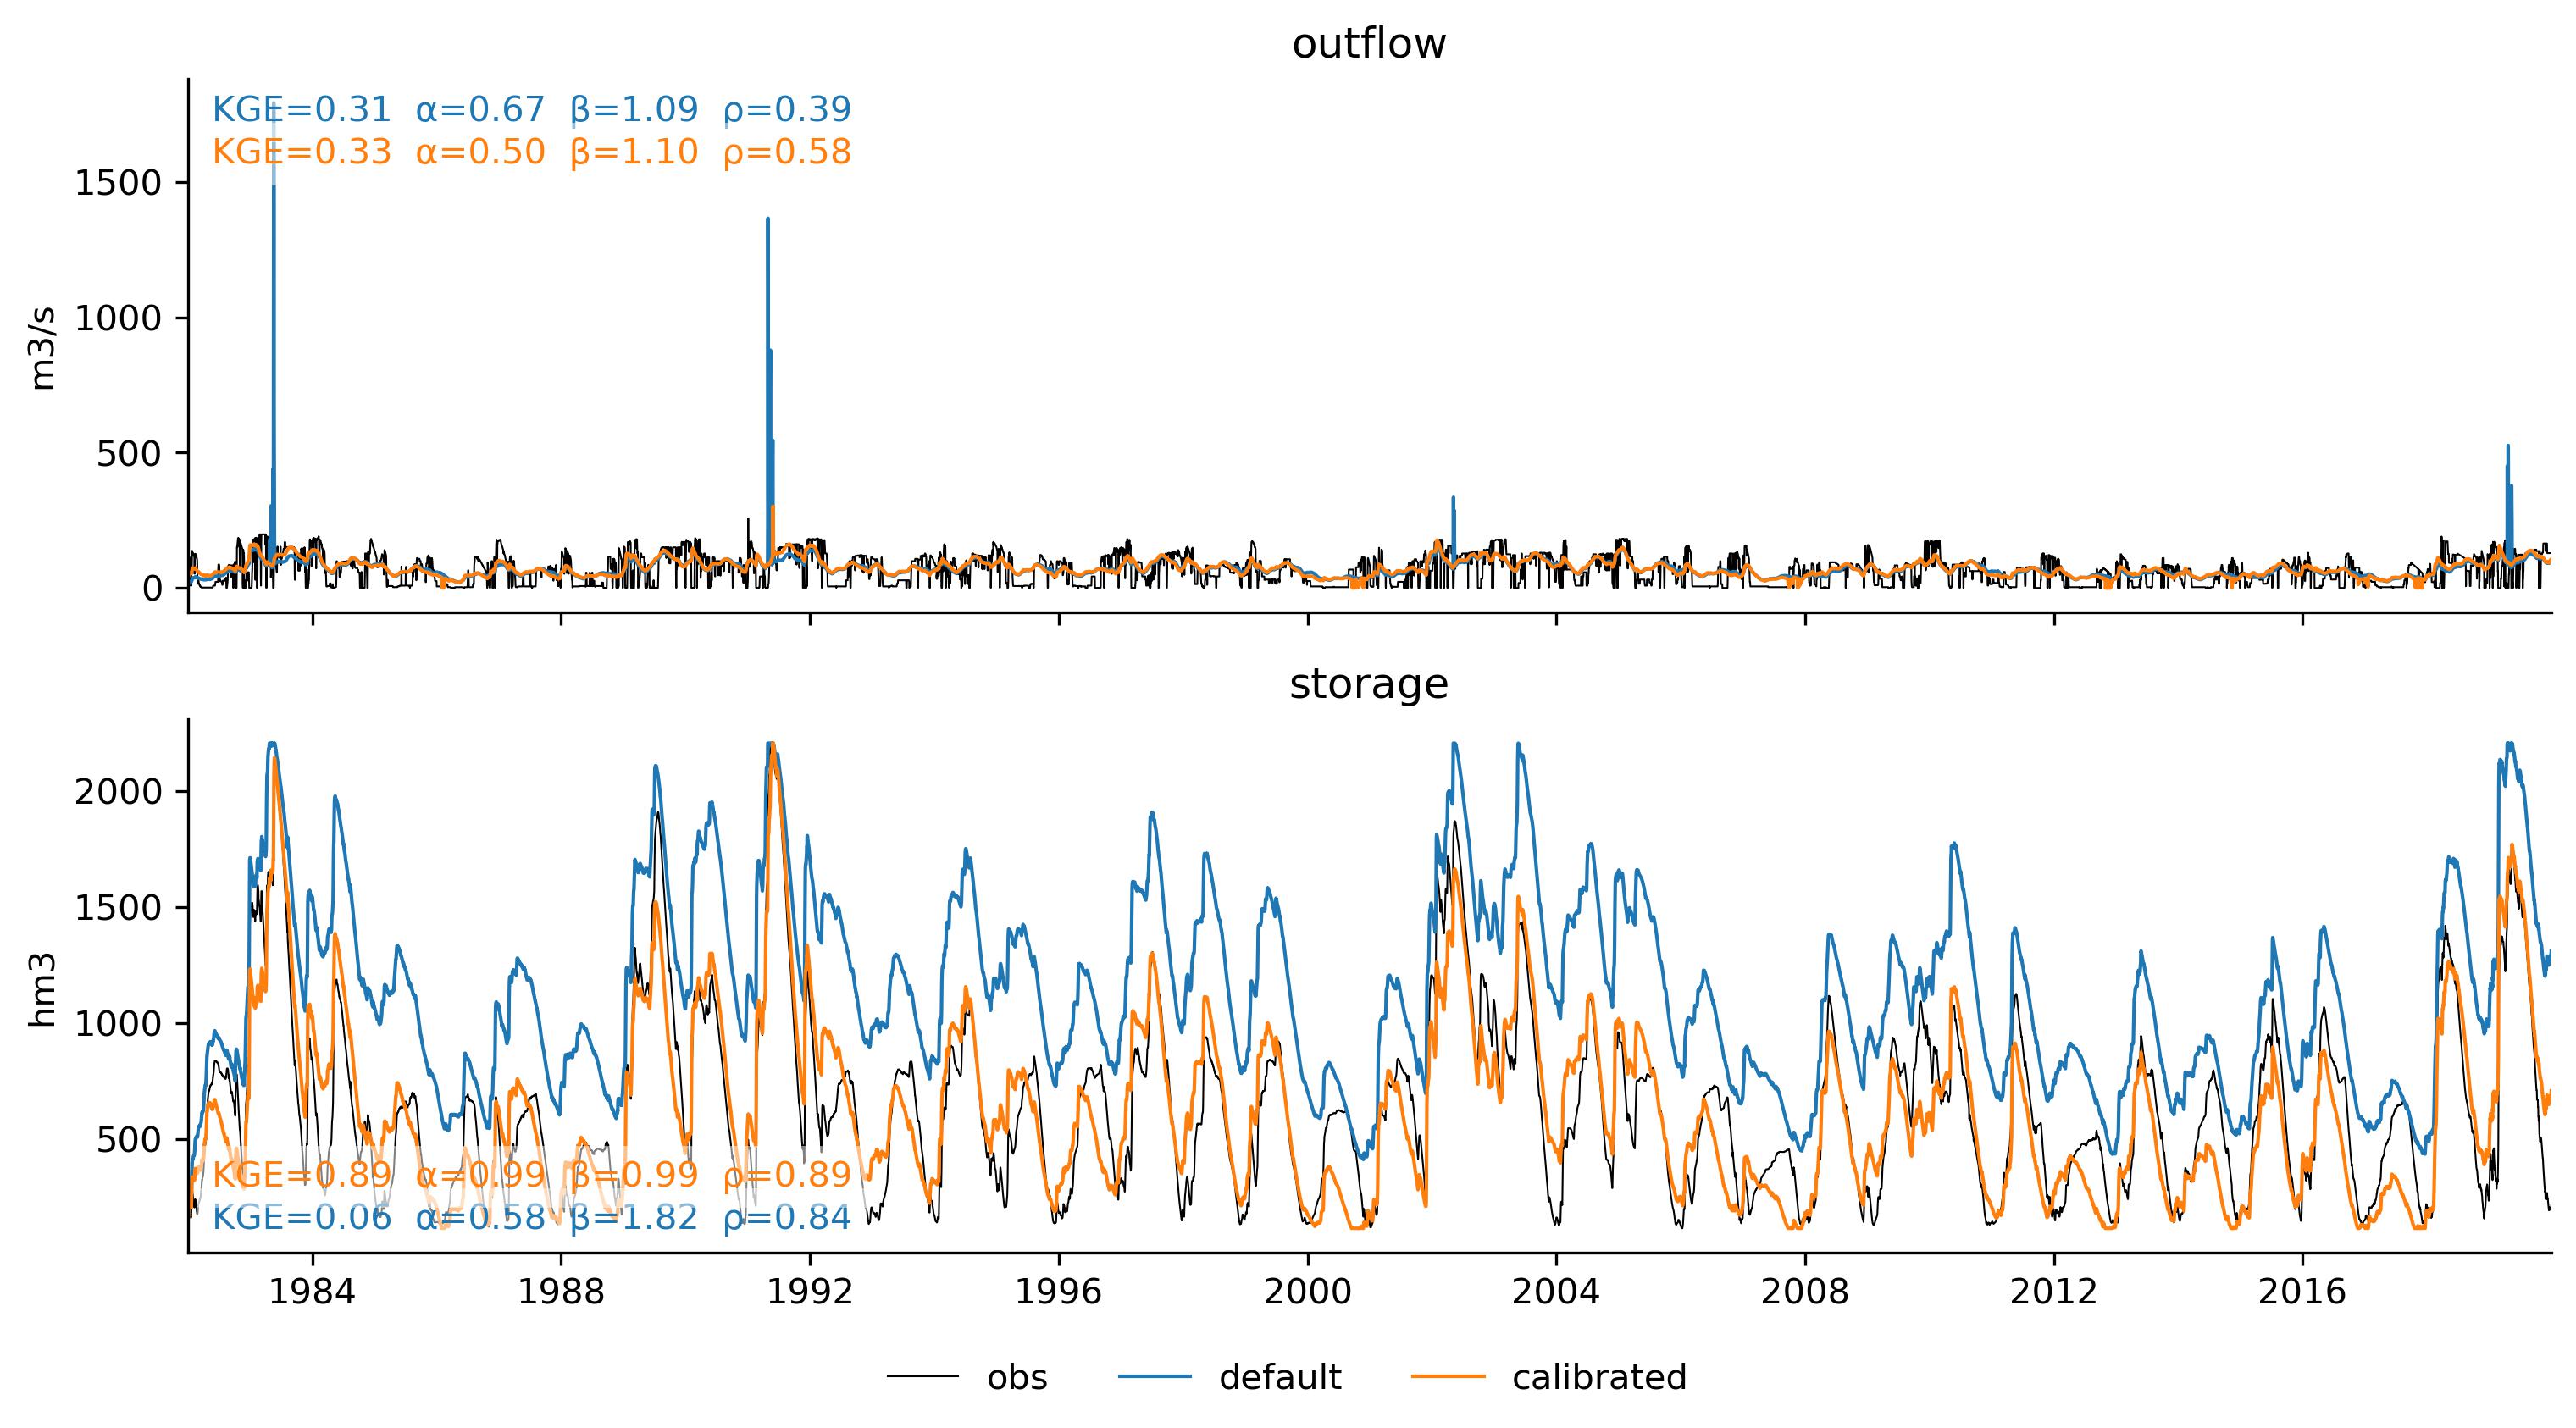 outflow
KGE=0.31  α=0.67  β=1.09  ρ=0.39
KGE=0.33  α=0.50  β=1.10  ρ=0.58
1500
1000
500
0
m3/s
storage
2000
1500
1000
500
hm3
KGE=0.89  α=0.99  β=0.99  ρ=0.89
KGE=0.06  α=0.58  β=1.82  ρ=0.84
1984 1988 1992 1996 2000 2004 2008 2012 2016
obs default calibrated